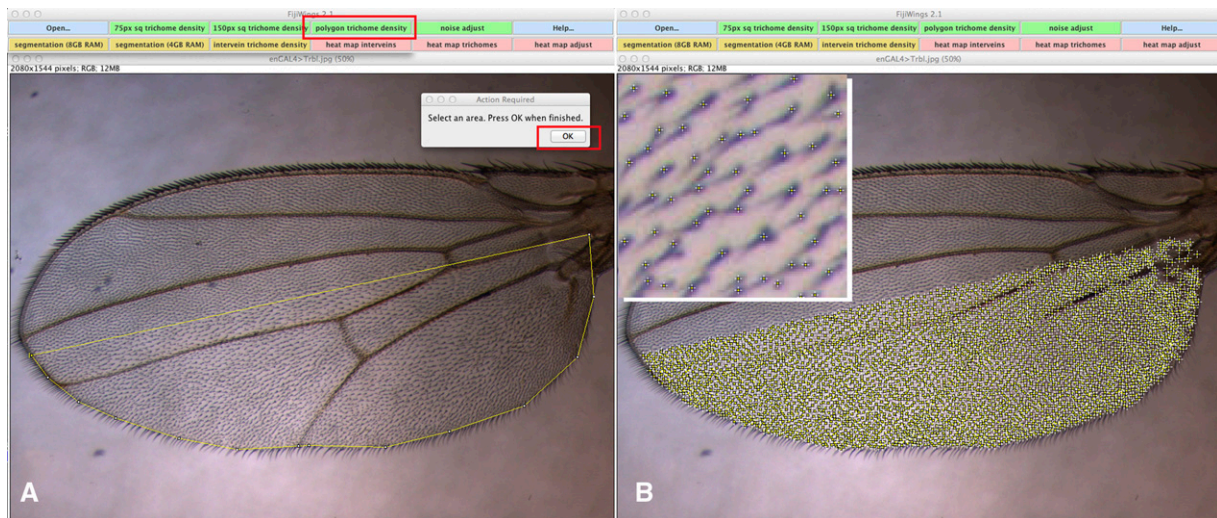 FijiWings 2.1
Open... 75px sq trichome density 150px sq trichome density polygon trichome density noise adjust Help...
segmentation (8GB RAM) segmentation (4GB RAM) intervein trichome density heat map interveins heat map trichomes heat map adjust
enGAL4>Trbl.jpg (50%)
2080x1544 pixels; RGB; 12MB
Action Required
Select an area. Press OK when finished.
OK
A
FijiWings 2.1
Open... 75px sq trichome density 150px sq trichome density polygon trichome density noise adjust Help...
segmentation (8GB RAM) segmentation (4GB RAM) intervein trichome density heat map interveins heat map trichomes heat map adjust
enGAL4>Trbl.jpg (50%)
2080x1544 pixels; RGB; 12MB
B